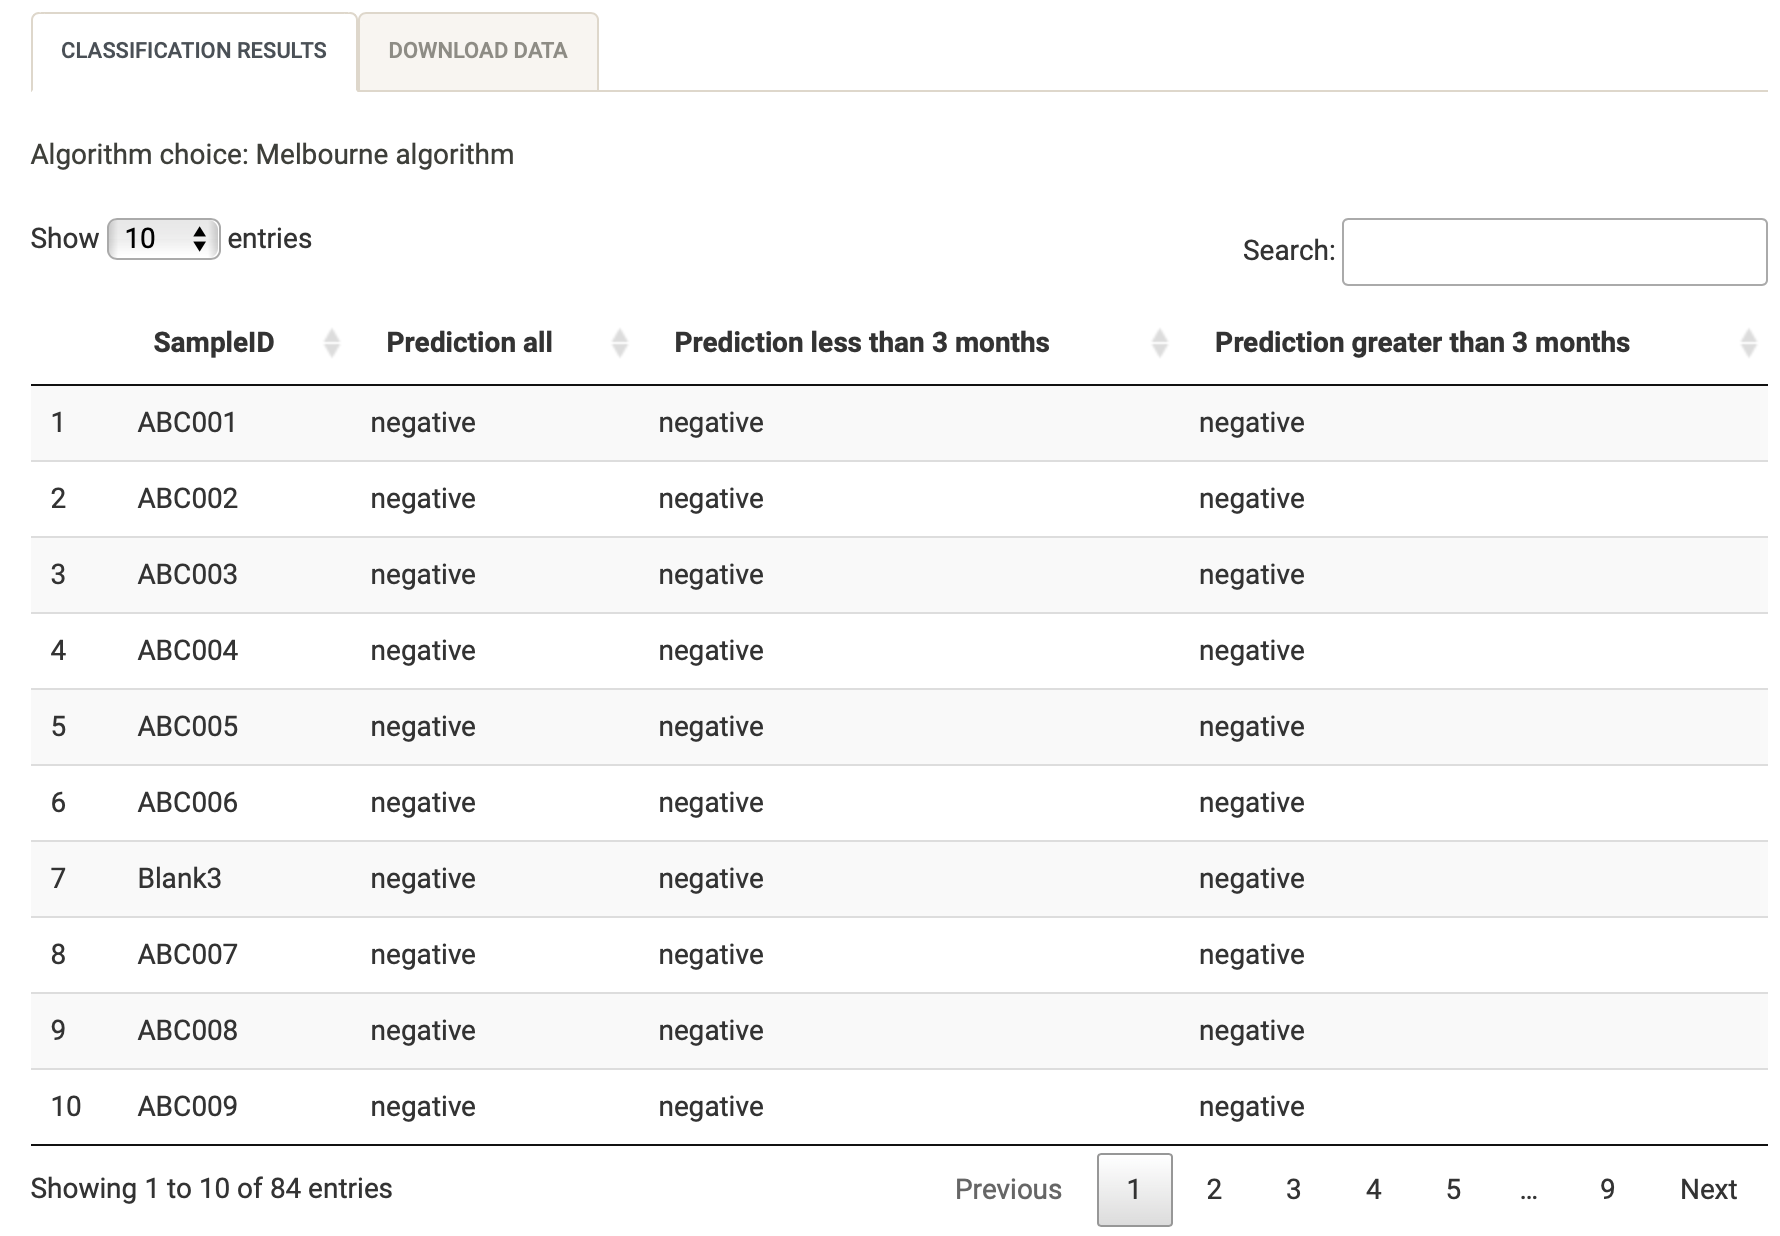 CLASSIFICATION RESULTS DOWNLOAD DATA
Algorithm choice: Melbourne algorithm
Show 10 entries
Search:
SampleID Prediction all Prediction less than 3 months Prediction greater than 3 months
1 ABC001 negative negative negative
2 ABC002 negative negative negative
3 ABC003 negative negative negative
4 ABC004 negative negative negative
5 ABC005 negative negative negative
6 ABC006 negative negative negative
7 Blank3 negative negative negative
8 ABC007 negative negative negative
9 ABC008 negative negative negative
10 ABC009 negative negative negative
Showing 1 to 10 of 84 entries Previous 1 2 3 4 5 ... 9 Next